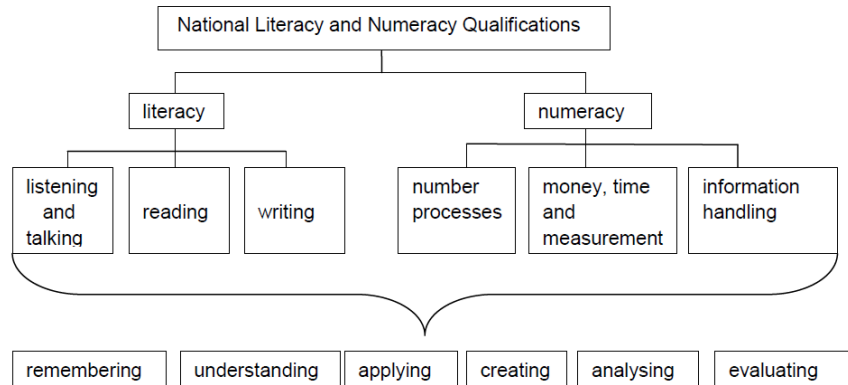 National Literacy and Numeracy Qualifications
literacy
numeracy
listening
and
talking
reading
writing
number
processes
money, time
and
measurement
information
handling
remembering
understanding
applying
creating
analysing
evaluating